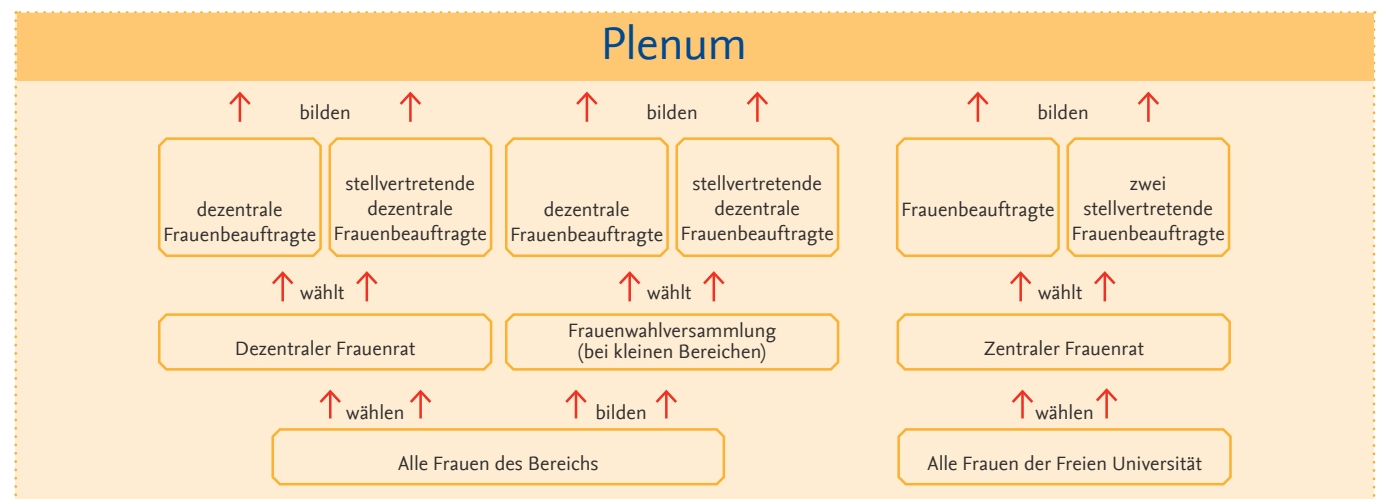 Plenum
bilden
bilden
bilden
dezentrale
Frauenbeauftragte
stellvertretende
dezentrale
Frauenbeauftragte
dezentrale
Frauenbeauftragte
stellvertretende
dezentrale
Frauenbeauftragte
Frauenbeauftragte
zwei
stellvertretende
Frauenbeauftragte
wählt
wählt
wählt
Dezentraler Frauenrat
Frauenwahlversammlung
(bei kleinen Bereichen)
Zentraler Frauenrat
wählen
bilden
wählen
Alle Frauen des Bereichs
Alle Frauen der Freien Universität